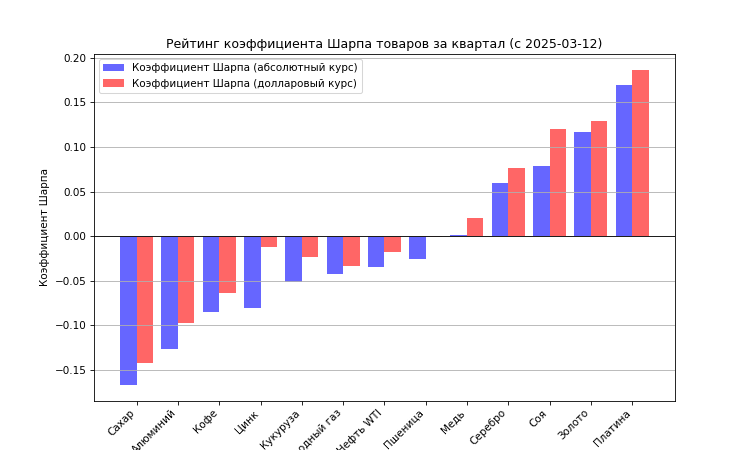 Рейтинг коэффициента Шарпа товаров за квартал (с 2025-03-12)
Коэффициент Шарпа (абсолютный курс)
Коэффициент Шарпа (долларовый курс)
Коэффициент Шарпа
0.20
0.15
0.10
0.05
0.00
−0.05
−0.10
−0.15
Сахар
Алюминий
Кофе
Цинк
Кукуруза
одный газ
Нефть WTI
Пшеница
Медь
Серебро
Соя
Золото
Платина